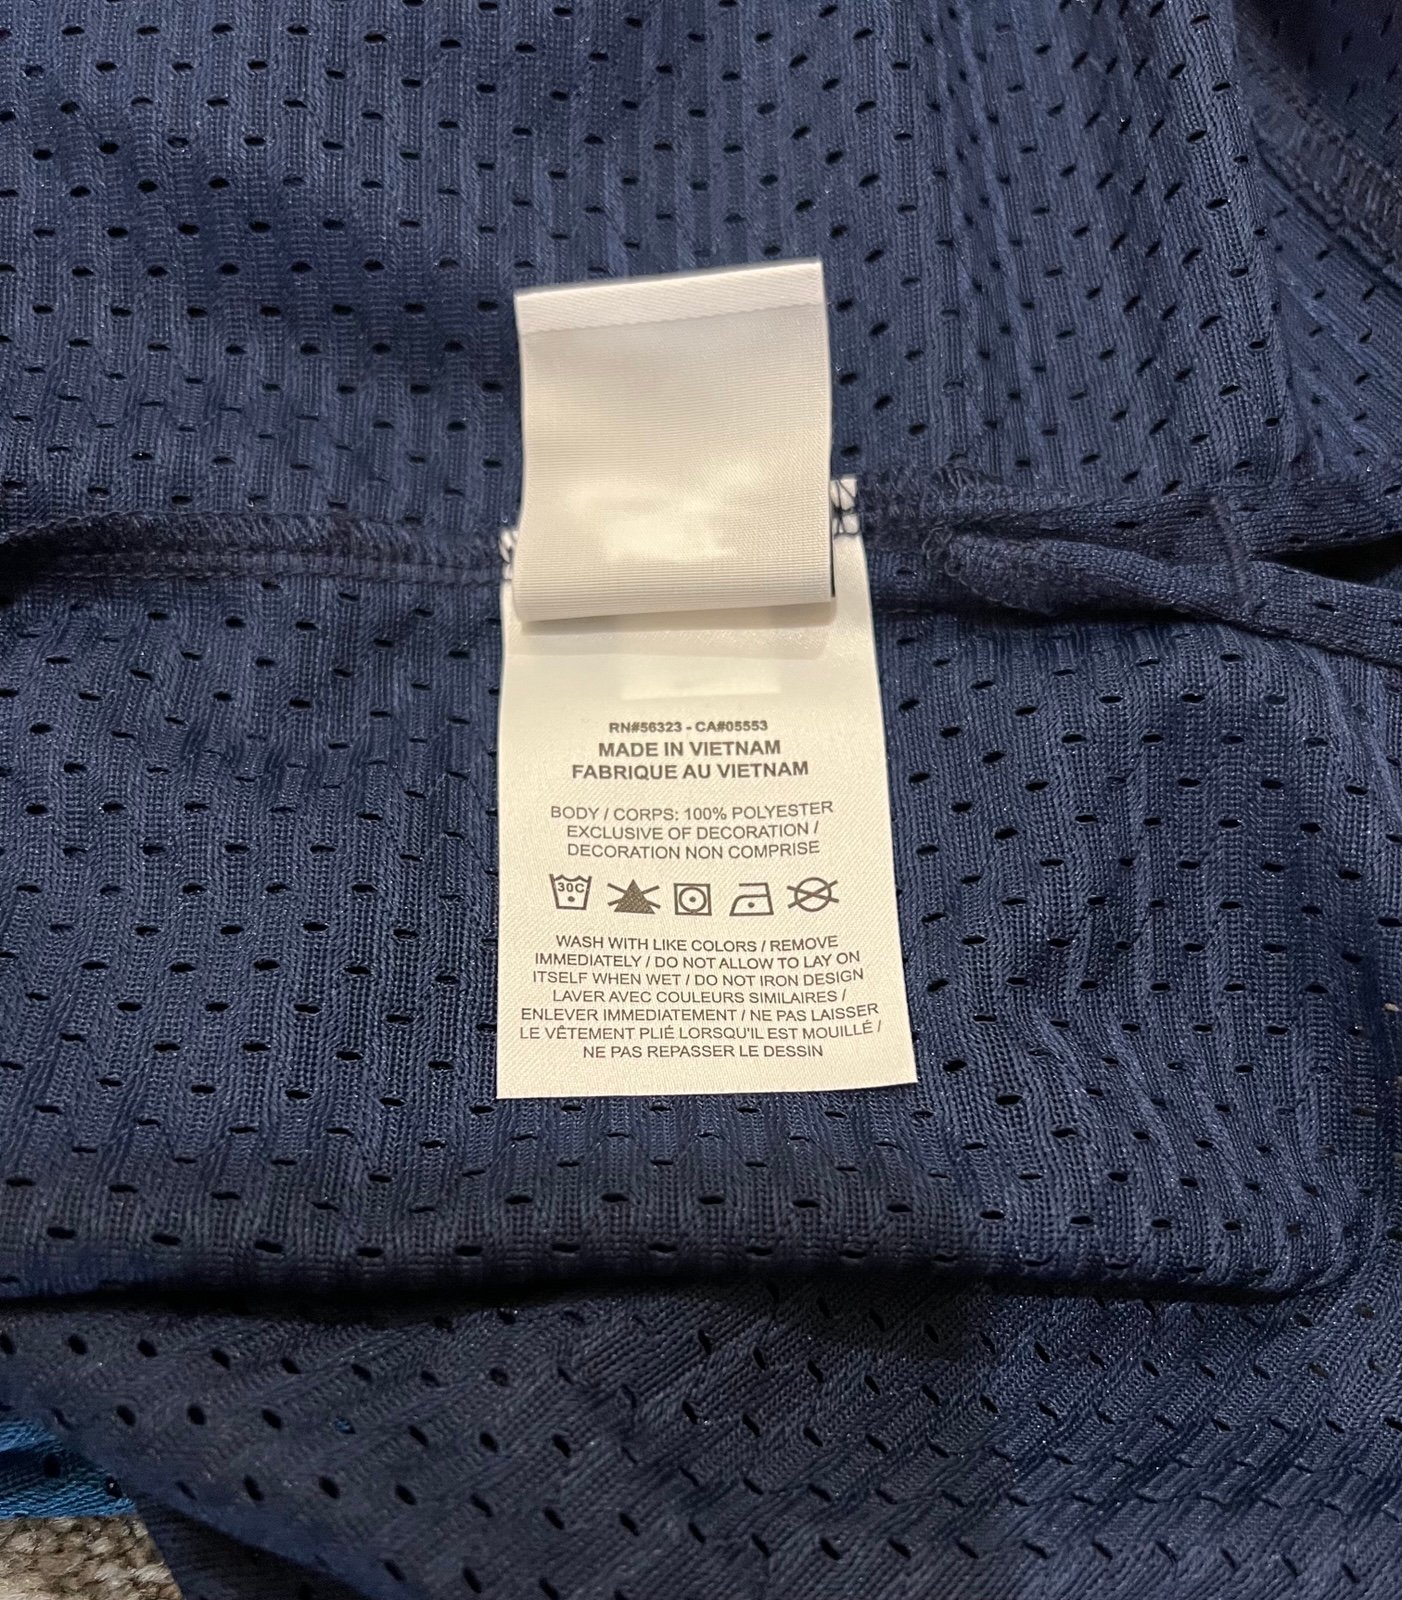 RN#56323 - CA#05553
MADE IN VIETNAM
FABRIQUE AU VIETNAM
BODY / CORPS: 100% POLYESTER
EXCLUSIVE OF DECORATION /
DECORATION NON COMPRISE
30C
WASH WITH LIKE COLORS / REMOVE
IMMEDIATELY / DO NOT ALLOW TO LAY ON
ITSELF WHEN WET / DO NOT IRON DESIGN
LAVER AVEC COULEURS SIMILAIRES /
ENLEVER IMMEDIATEMENT / NE PAS LAISSER
LE VÊTEMENT PLIÉ LORSQU'IL EST MOUILLÉ /
NE PAS REPASSER LE DESSIN